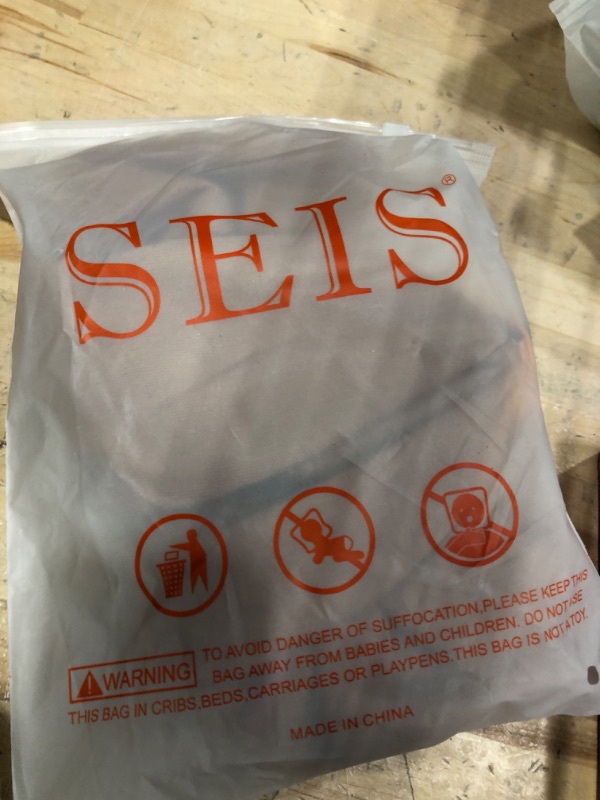 SEIS®
WARNING
TO AVOID DANGER OF SUFFOCATION,PLEASE KEEP THIS
BAG AWAY FROM BABIES AND CHILDREN. DO NOT USE
THIS BAG IN CRIBS,BEDS,CARRIAGES OR PLAYPENS.THIS BAG IS NOT A TOY.
MADE IN CHINA